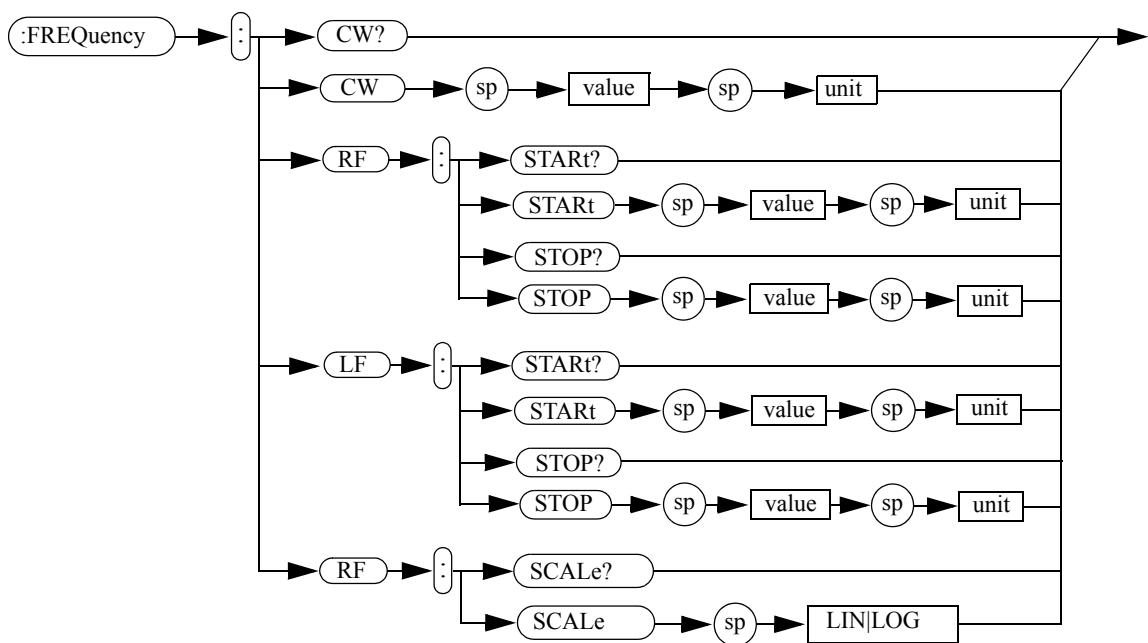 :FREQuency : CW?
CW sp value sp unit
RF : STARt?
STARt sp value sp unit
STOP?
STOP sp value sp unit
LF : STARt?
STARt sp value sp unit
STOP?
STOP sp value sp unit
RF : SCALe?
SCALe sp LIN|LOG